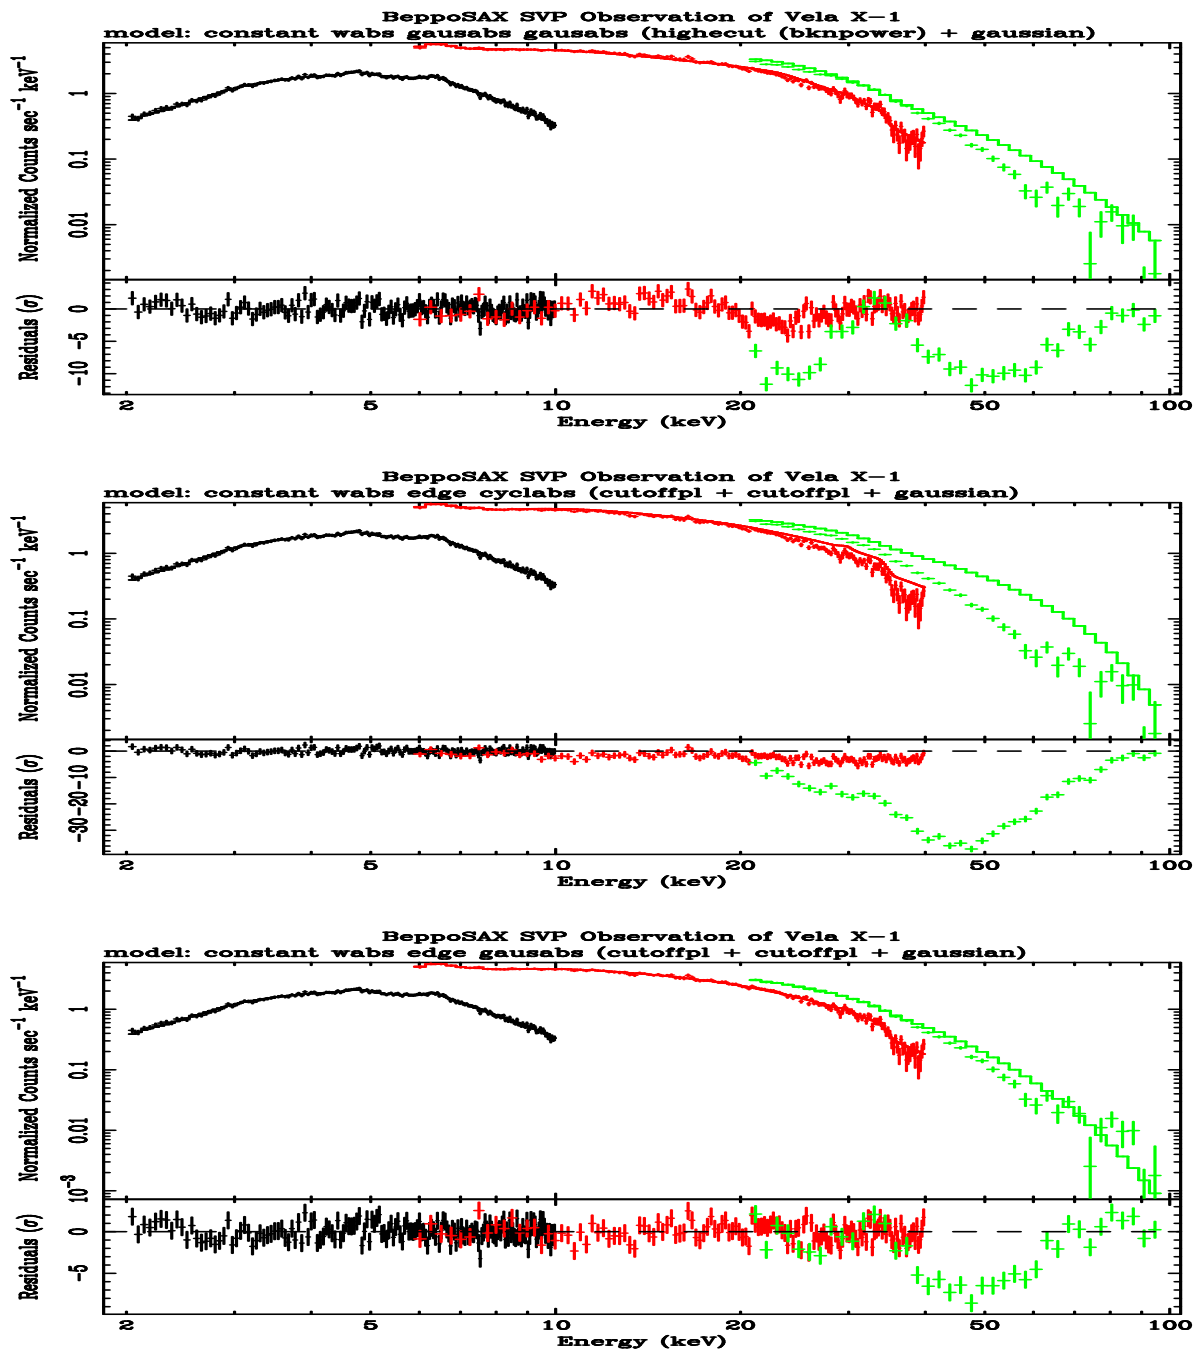 BeppoSAX SVP Observation of Vela X-1
model: constant wabs gausabs gausabs (highecut (bknpower) + gaussian)
Normalized Counts sec⁻¹ keV⁻¹
1
0.1
0.01
Residuals (σ)
0
-5
-10
2 5 10 20 50 100
Energy (keV)
BeppoSAX SVP Observation of Vela X-1
model: constant wabs edge cyclabs (cutoffpl + cutoffpl + gaussian)
Normalized Counts sec⁻¹ keV⁻¹
1
0.1
0.01
Residuals (σ)
0
-10
-20
-30
2 5 10 20 50 100
Energy (keV)
BeppoSAX SVP Observation of Vela X-1
model: constant wabs edge gausabs (cutoffpl + cutoffpl + gaussian)
Normalized Counts sec⁻¹ keV⁻¹
1
0.1
0.01
10⁻³
Residuals (σ)
0
-5
2 5 10 20 50 100
Energy (keV)